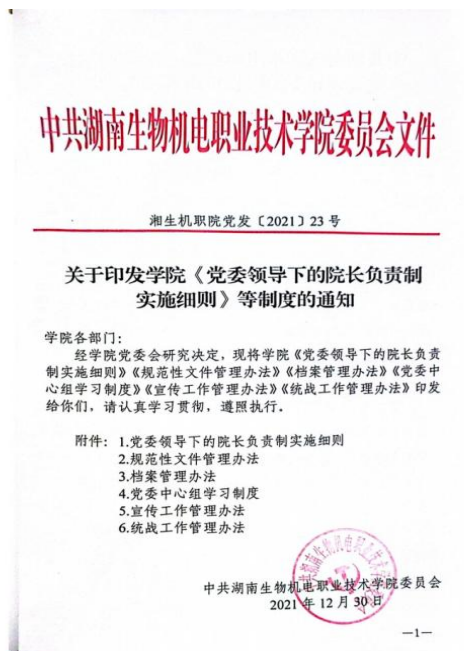 中共湖南生物机电职业技术学院委员会文件
湘生机职院党发〔2021〕23号
关于印发学院《党委领导下的院长负责制
实施细则》等制度的通知
学院各部门：
经学院党委会研究决定，现将学院《党委领导下的院长负责
制实施细则》《规范性文件管理办法》《档案管理办法》《党委中
心组学习制度》《宣传工作管理办法》《统战工作管理办法》印发
给你们，请认真学习贯彻，遵照执行。
附件：1.党委领导下的院长负责制实施细则
2.规范性文件管理办法
3.档案管理办法
4.党委中心组学习制度
5.宣传工作管理办法
6.统战工作管理办法
中共湖南生物机电职业技术学院委员会
2021年12月30日
—1—